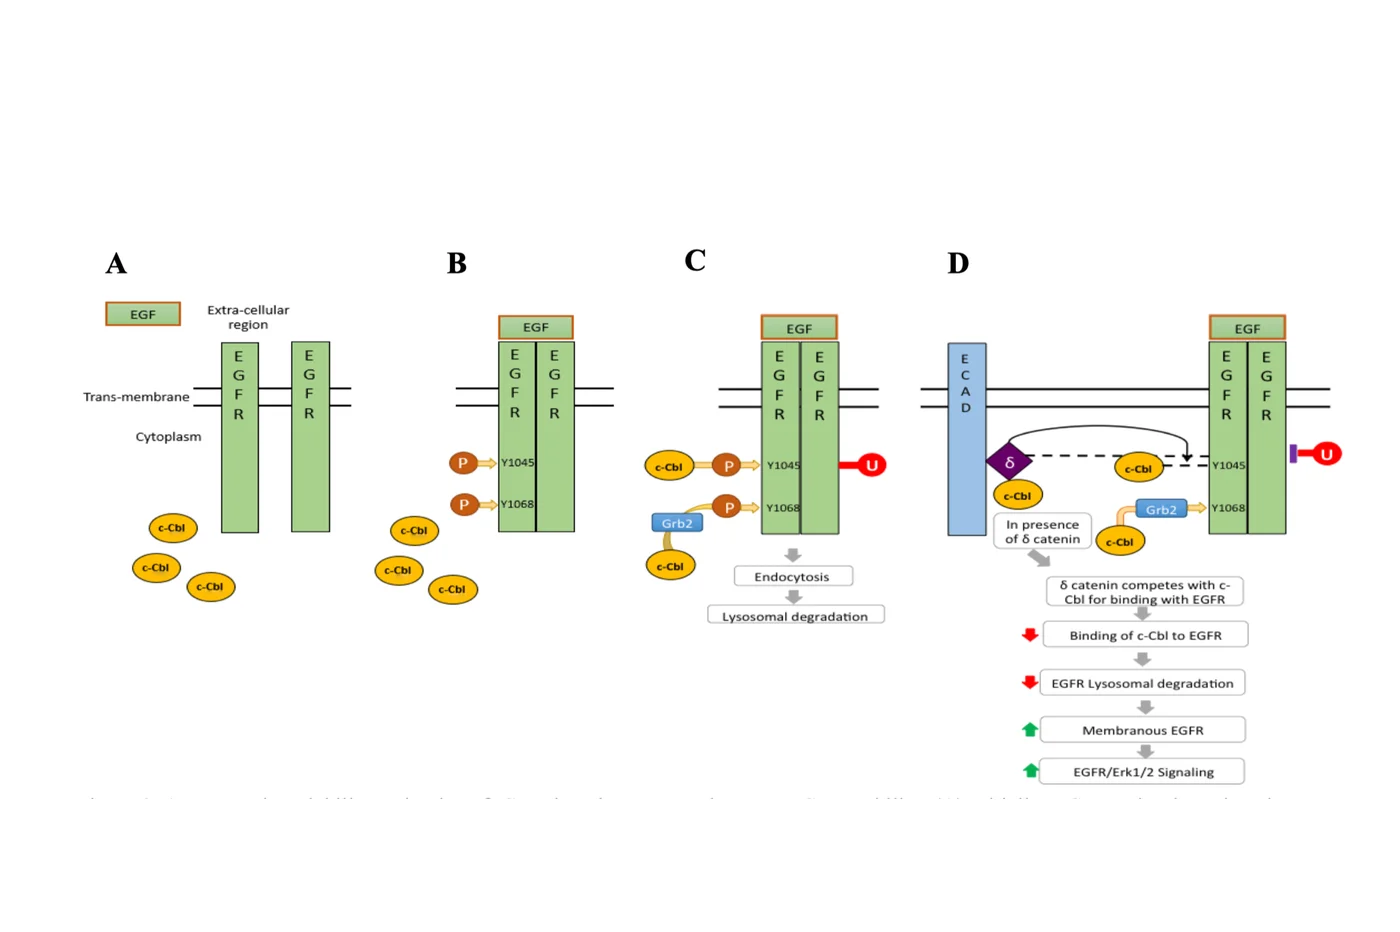 A
EGF
Extra-cellular
region
E
G
F
R
E
G
F
R
Trans-membrane
Cytoplasm
c-Cbl
c-Cbl
c-Cbl
B
EGF
E
G
F
R
E
G
F
R
P
Y1045
P
Y1068
c-Cbl
c-Cbl
c-Cbl
C
EGF
E
G
F
R
E
G
F
R
c-Cbl
P
Y1045
U
P
Y1068
Grb2
c-Cbl
Endocytosis
Lysosomal degradation
D
EGF
E
C
A
D
E
G
F
R
E
G
F
R
δ
c-Cbl
Y1045
U
c-Cbl
Grb2
Y1068
c-Cbl
In presence
of δ catenin
δ catenin competes with c-
Cbl for binding with EGFR
Binding of c-Cbl to EGFR
EGFR Lysosomal degradation
Membranous EGFR
EGFR/Erk1/2 Signaling